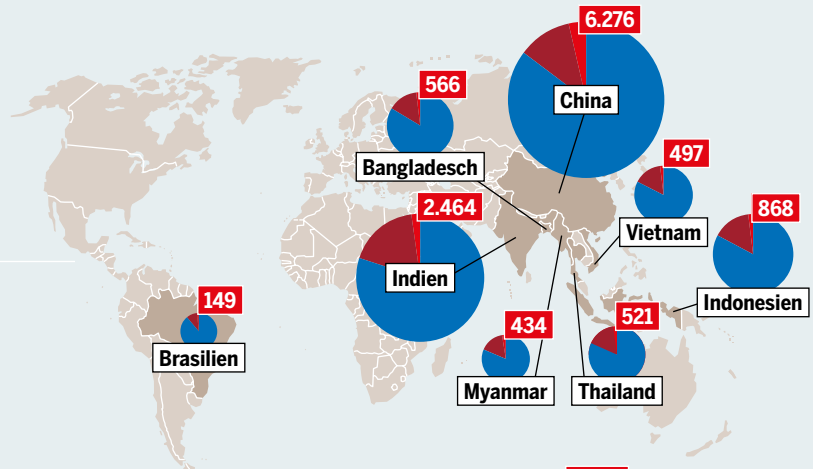 6.276
China
566
Bangladesch
497
Vietnam
2.464
Indien
868
Indonesien
149
Brasilien
434
Myanmar
521
Thailand